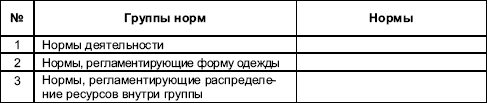 № Группы норм Нормы
1 Нормы деятельности
2 Нормы, регламентирующие форму одежды
3 Нормы, регламентирующие распределе-
ние ресурсов внутри группы